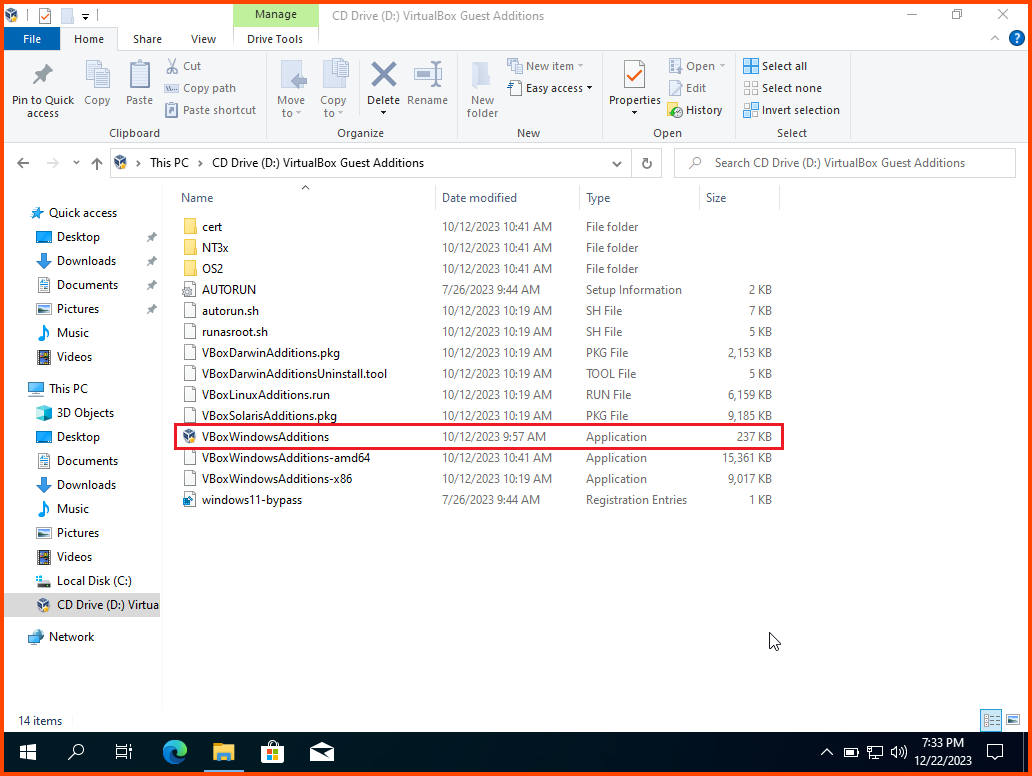 Manage
CD Drive (D:) VirtualBox Guest Additions
File
Home
Share
View
Drive Tools
?
Pin to Quick access
Copy
Paste
Cut
Copy path
Paste shortcut
Clipboard
Move to
Copy to
Delete
Rename
Organize
New folder
New item
Easy access
New
Properties
Open
Edit
History
Open
Select all
Select none
Invert selection
Select
This PC
CD Drive (D:) VirtualBox Guest Additions
Search CD Drive (D:) VirtualBox Guest Additions
Quick access
Desktop
Downloads
Documents
Pictures
Music
Videos
This PC
3D Objects
Desktop
Documents
Downloads
Music
Pictures
Videos
Local Disk (C:)
CD Drive (D:) Virtua
Network
Name Date modified Type Size
cert 10/12/2023 10:41 AM File folder
NT3x 10/12/2023 10:41 AM File folder
OS2 10/12/2023 10:41 AM File folder
AUTORUN 7/26/2023 9:44 AM Setup Information 2 KB
autorun.sh 10/12/2023 10:19 AM SH File 7 KB
runasroot.sh 10/12/2023 10:19 AM SH File 5 KB
VBoxDarwinAdditions.pkg 10/12/2023 10:19 AM PKG File 2,153 KB
VBoxDarwinAdditionsUninstall.tool 10/12/2023 10:19 AM TOOL File 5 KB
VBoxLinuxAdditions.run 10/12/2023 10:19 AM RUN File 6,159 KB
VBoxSolarisAdditions.pkg 10/12/2023 10:19 AM PKG File 9,185 KB
VBoxWindowsAdditions 10/12/2023 9:57 AM Application 237 KB
VBoxWindowsAdditions-amd64 10/12/2023 10:41 AM Application 15,361 KB
VBoxWindowsAdditions-x86 10/12/2023 10:19 AM Application 9,017 KB
windows11-bypass 7/26/2023 9:44 AM Registration Entries 1 KB
14 items
7:33 PM
12/22/2023